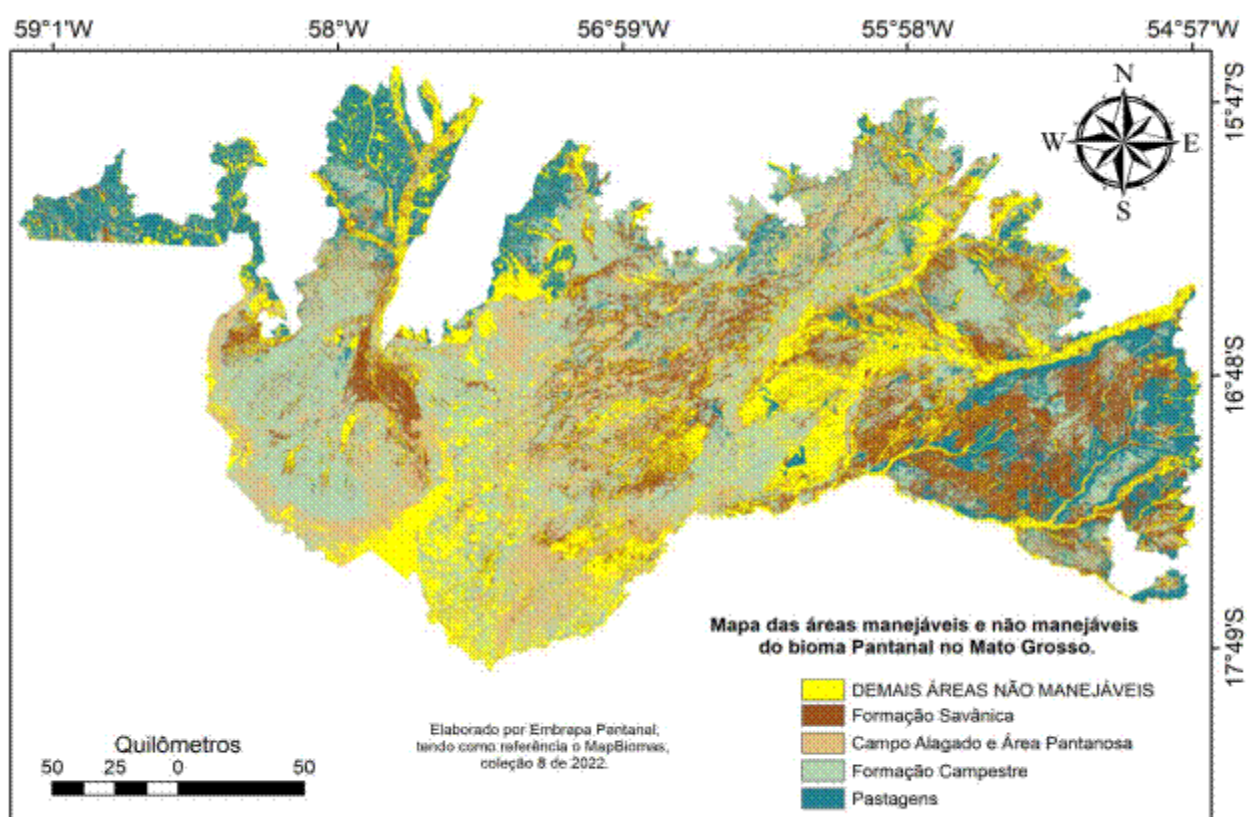 59°1'W 58°W 56°59'W 55°58'W 54°57'W
15°47'S
16°48'S
17°49'S
N
W E
S
Mapa das áreas manejáveis e não manejáveis
do bioma Pantanal no Mato Grosso.
DEMAIS ÁREAS NÃO MANEJÁVEIS
Formação Savânica
Campo Alagado e Área Pantanosa
Formação Campestre
Pastagens
Elaborado por Embrapa Pantanal,
tendo como referência o MapBiomas,
coleção 8 de 2022.
Quilômetros
50 25 0 50